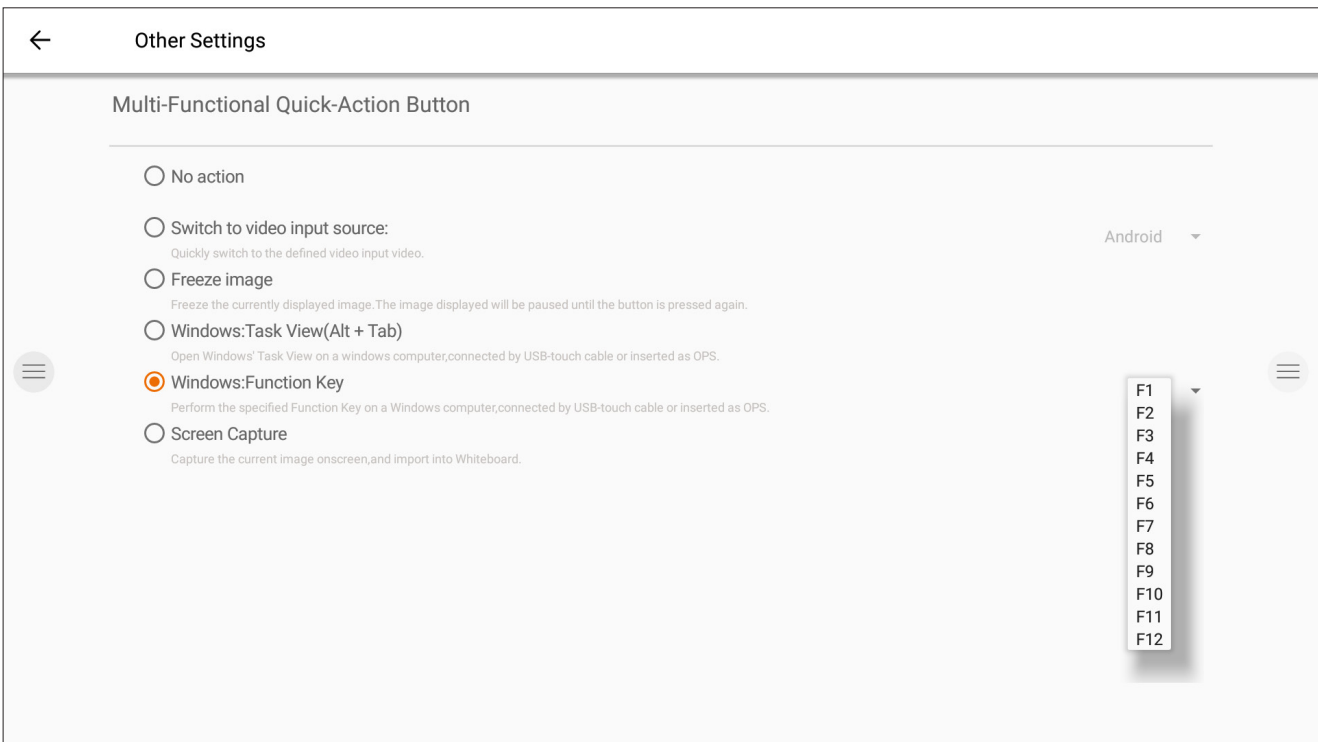 Other Settings
Multi-Functional Quick-Action Button
No action
Switch to video input source:
Quickly switch to the defined video input video.
Android
Freeze image
Freeze the currently displayed image.The image displayed will be paused until the button is pressed again.
Windows:Task View(Alt + Tab)
Open Windows' Task View on a windows computer,connected by USB-touch cable or inserted as OPS.
Windows:Function Key
Perform the specified Function Key on a Windows computer,connected by USB-touch cable or inserted as OPS.
Screen Capture
Capture the current image onscreen,and import into Whiteboard.
F1
F2
F3
F4
F5
F6
F7
F8
F9
F10
F11
F12